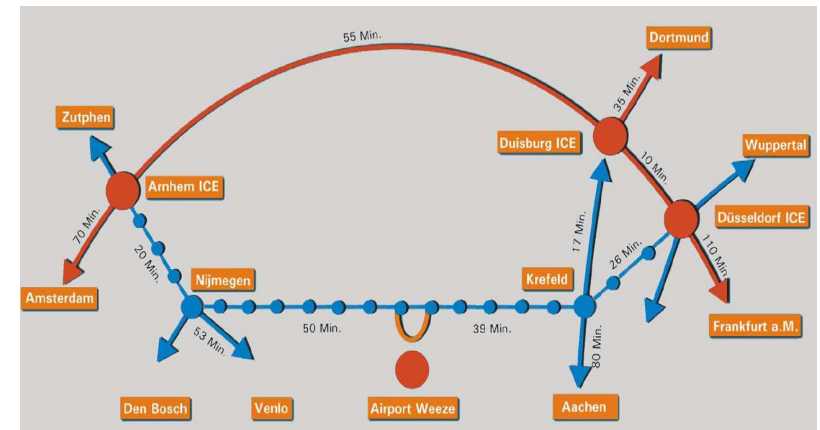 55 Min.
Dortmund
35 Min.
Zutphen
Duisburg ICE
Wuppertal
10 Min.
Arnhem ICE
70 Min.
Düsseldorf ICE
17 Min.
26 Min.
110 Min.
20 Min.
Nijmegen
Krefeld
Amsterdam
50 Min.
39 Min.
53 Min.
80 Min.
Frankfurt a.M.
Den Bosch
Venlo
Airport Weeze
Aachen